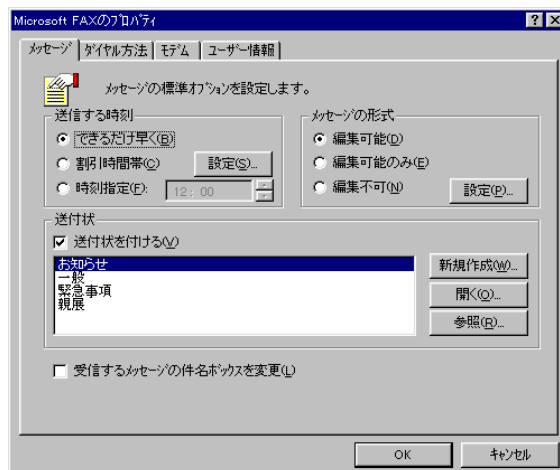 Microsoft FAXのﾌﾟﾛﾊﾟﾃｨ
ﾒｯｾｰｼﾞ ﾀﾞｲﾔﾙ方法 ﾓﾃﾞﾑ ﾕｰｻﾞｰ情報
ﾒｯｾｰｼﾞの標準ｵﾌﾟｼｮﾝを設定します。
送信する時刻
できるだけ早く(B)
割引時間帯(C) 設定(S)...
時刻指定(F): 12: 00
ﾒｯｾｰｼﾞの形式
編集可能(D)
編集可能のみ(E)
編集不可(N) 設定(P)...
送付状
送付状を付ける(V)
お知らせ
一般
緊急事項
親展
新規作成(W)...
開く(O)...
参照(R)...
受信するﾒｯｾｰｼﾞの件名ﾎﾞｯｸｽを変更(L)
OK ｷｬﾝｾﾙ